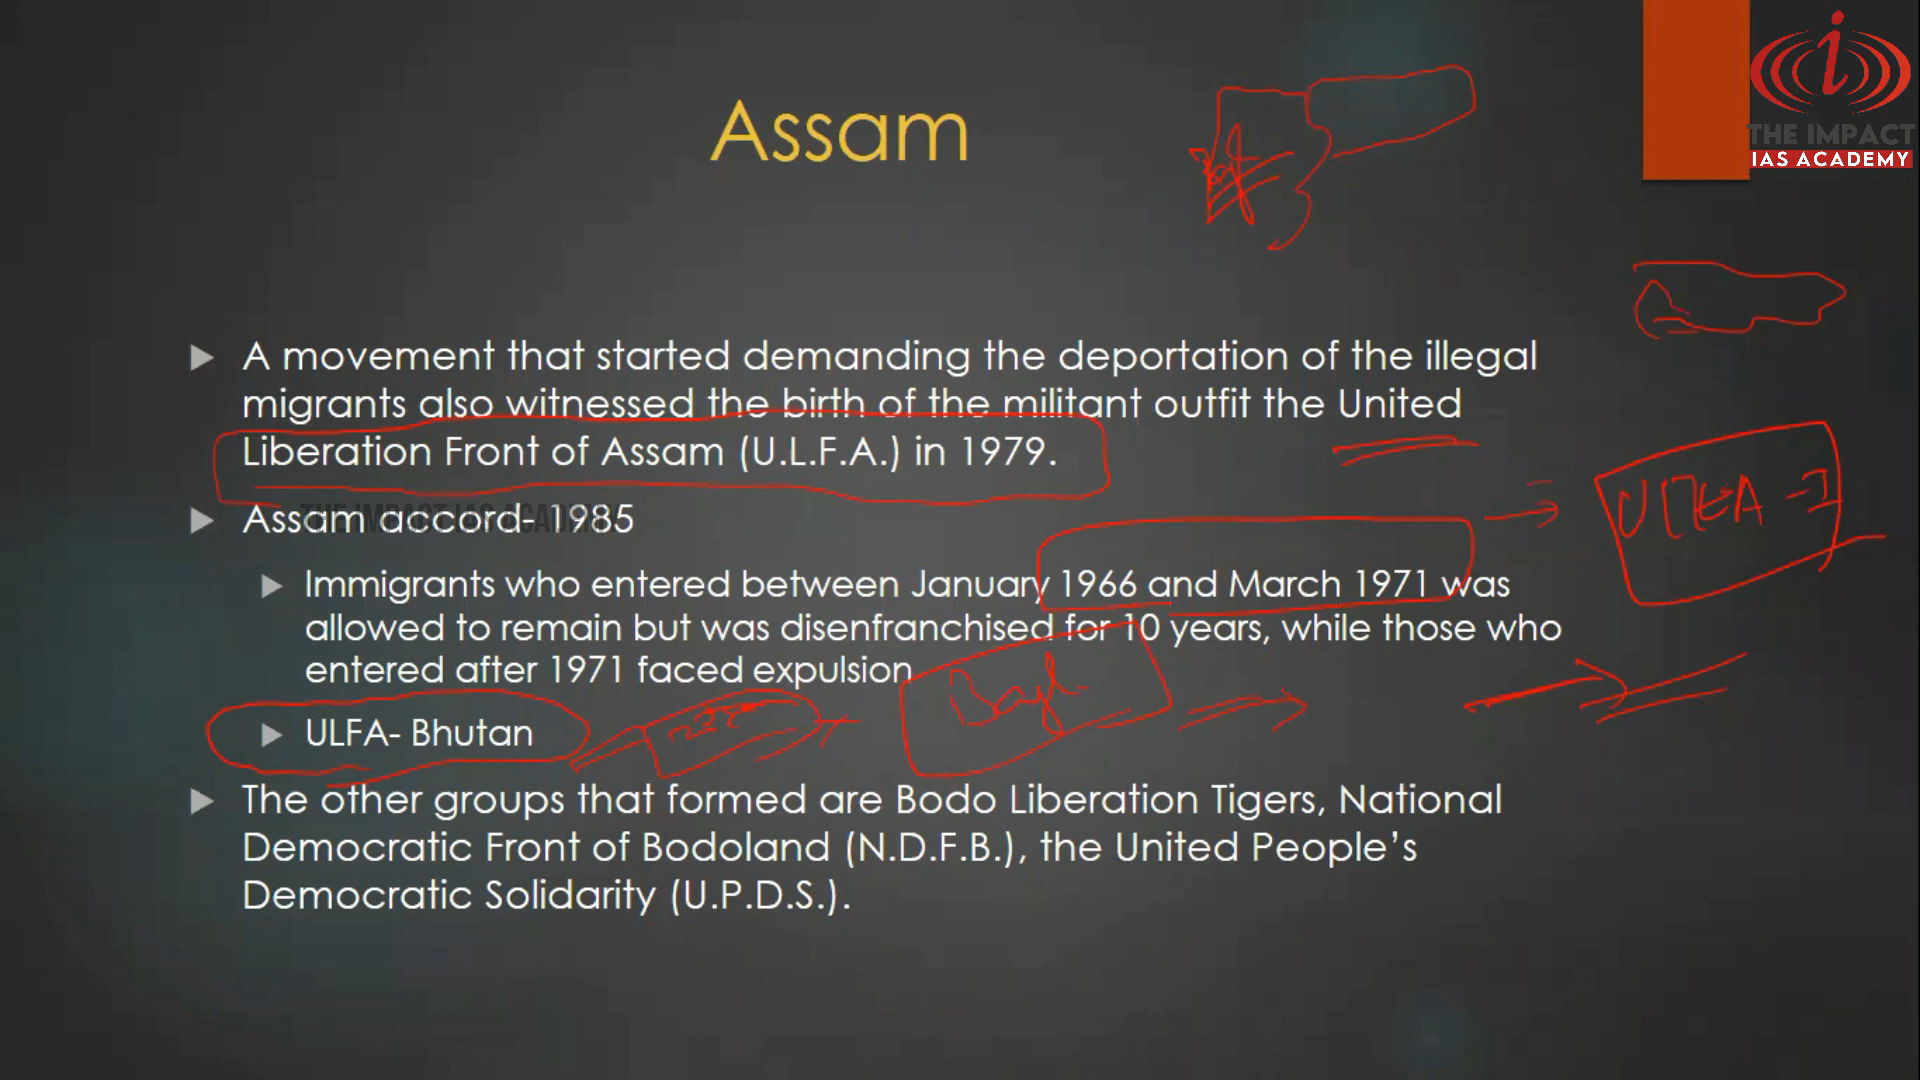 Assam
THE IMPACT
IAS ACADEMY
A movement that started demanding the deportation of the illegal
migrants also witnessed the birth of the militant outfit the United
Liberation Front of Assam (U.L.F.A.) in 1979.
Assam accord- 1985
THE IMPACT IAS ACADEMY
Immigrants who entered between January 1966 and March 1971 was
allowed to remain but was disenfranchised for 10 years, while those who
entered after 1971 faced expulsion
ULFA- Bhutan
The other groups that formed are Bodo Liberation Tigers, National
Democratic Front of Bodoland (N.D.F.B.), the United People's
Democratic Solidarity (U.P.D.S.).